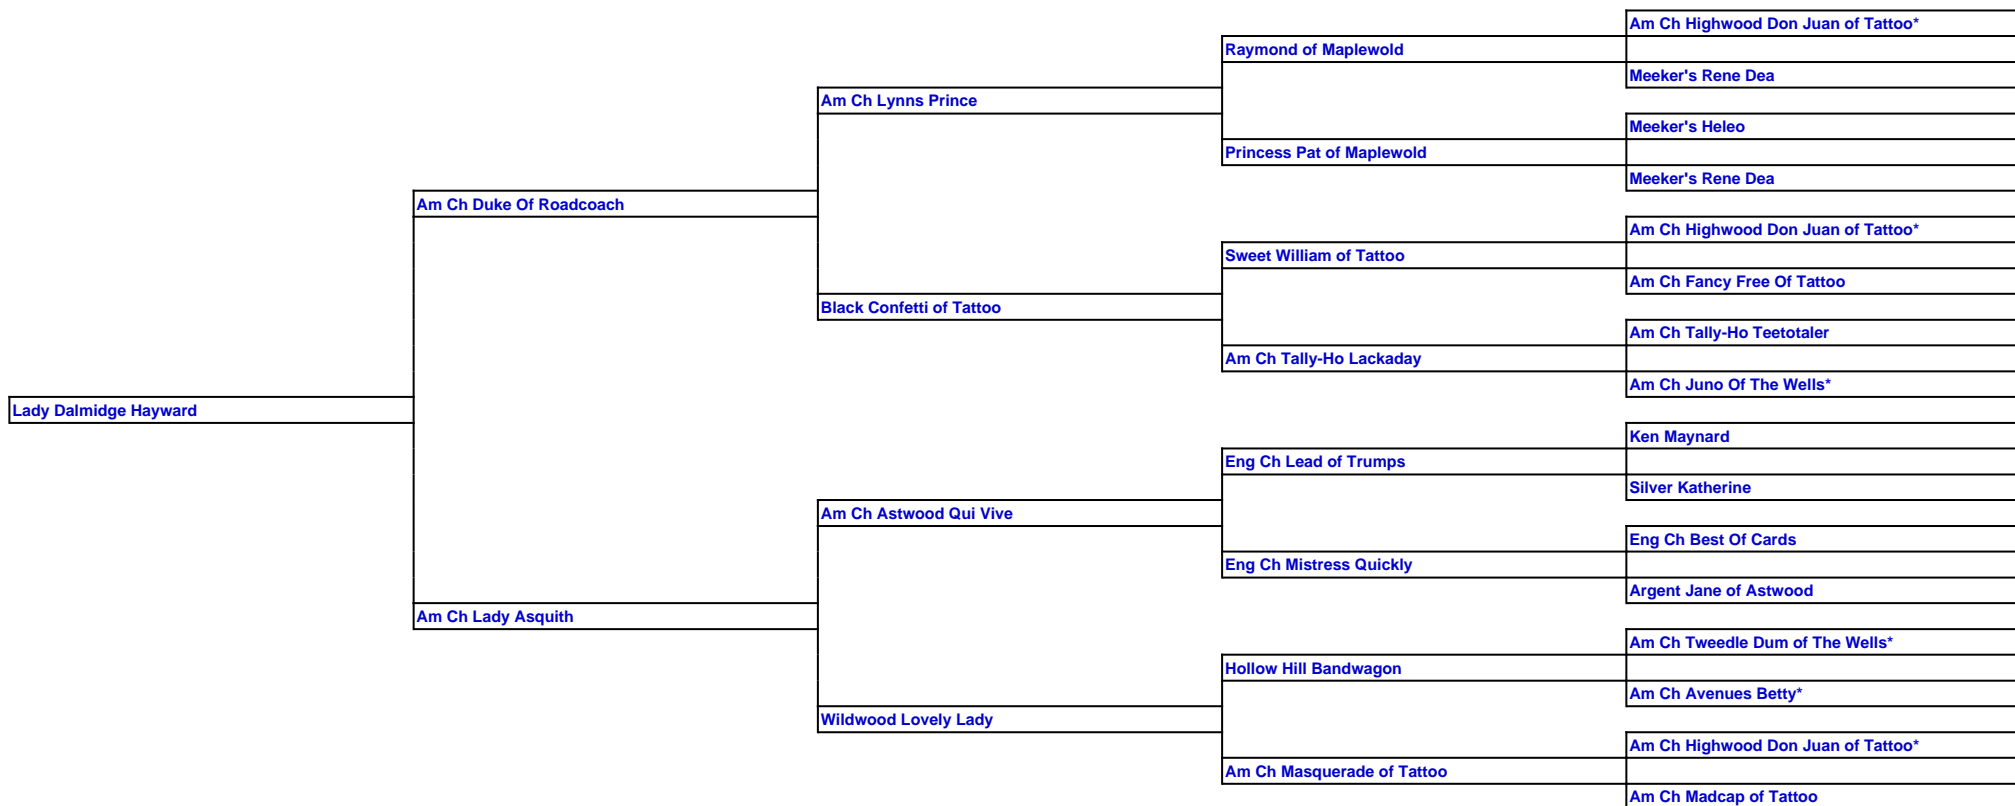 Am Ch Highwood Don Juan of Tattoo*
Raymond of Maplewold
Meeker's Rene Dea
Am Ch Lynns Prince
Meeker's Heleo
Princess Pat of Maplewold
Meeker's Rene Dea
Am Ch Duke Of Roadcoach
Am Ch Highwood Don Juan of Tattoo*
Sweet William of Tattoo
Am Ch Fancy Free Of Tattoo
Black Confetti of Tattoo
Am Ch Tally-Ho Teetotaler
Am Ch Tally-Ho Lackaday
Am Ch Juno Of The Wells*
Lady Dalmidge Hayward
Ken Maynard
Eng Ch Lead of Trumps
Silver Katherine
Am Ch Astwood Qui Vive
Eng Ch Best Of Cards
Eng Ch Mistress Quickly
Argent Jane of Astwood
Am Ch Lady Asquith
Am Ch Tweedle Dum of The Wells*
Hollow Hill Bandwagon
Am Ch Avenues Betty*
Wildwood Lovely Lady
Am Ch Highwood Don Juan of Tattoo*
Am Ch Masquerade of Tattoo
Am Ch Madcap of Tattoo